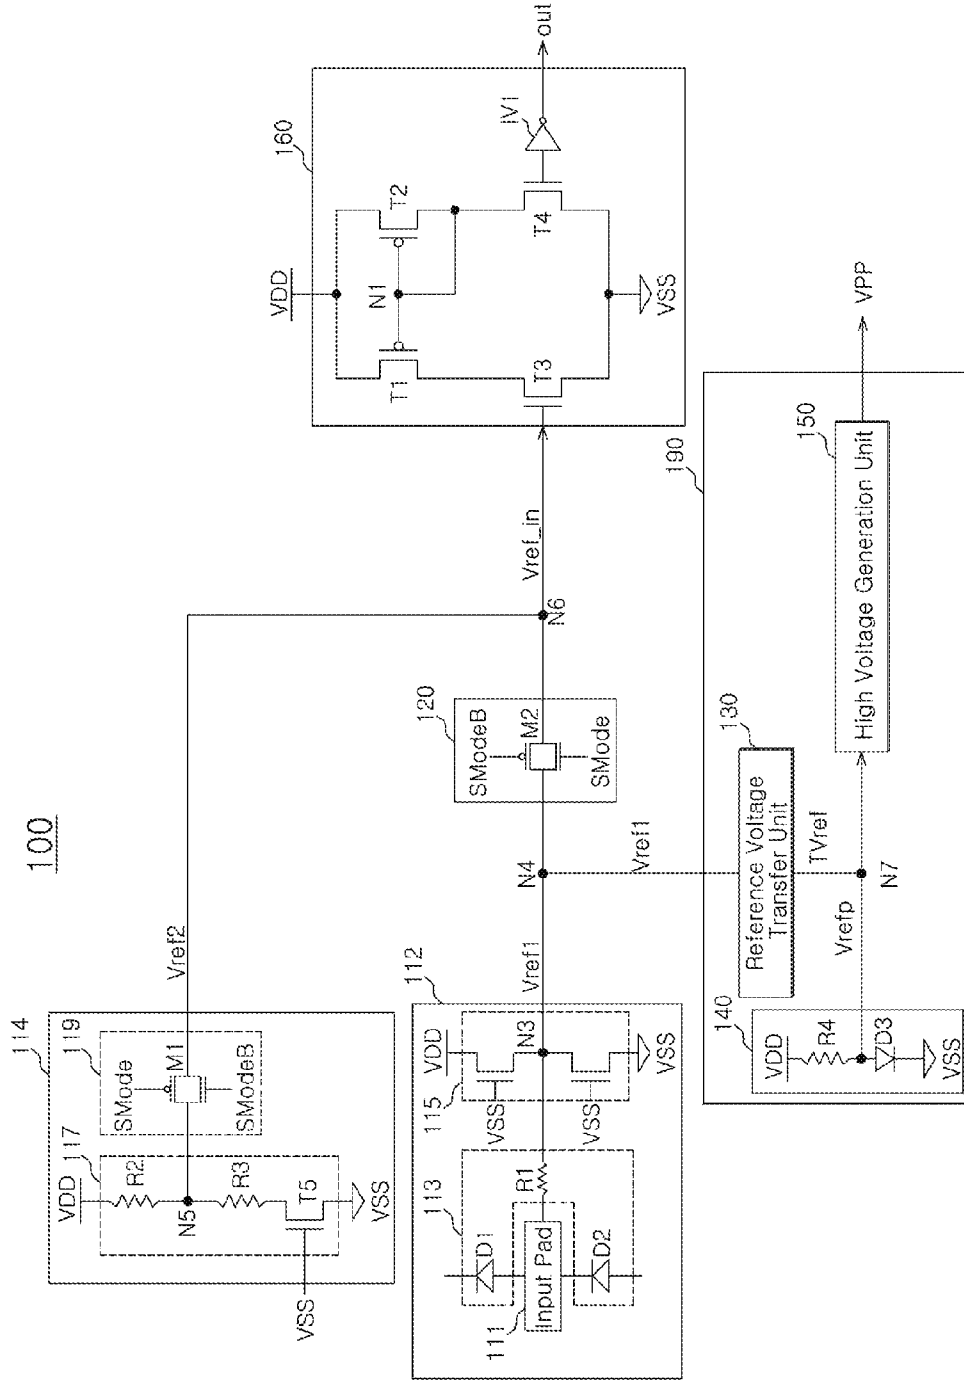 100
114
117
VDD
R2
N5
R3
T5
VSS
VSS
119
SMode
M1
SModeB
Vref2
112
113
D1
111
Input Pad
D2
R1
115
VDD
VSS
N3
VSS
VSS
Vref1
N4
120
SModeB
M2
SMode
N6
Vref_in
160
VDD
T1
N1
T2
T3
T4
IV1
VSS
out
Vref1
190
140
VDD
R4
D3
VSS
130
Reference Voltage
Transfer Unit
Vrefp
TVref
N7
150
High Voltage Generation Unit
VPP